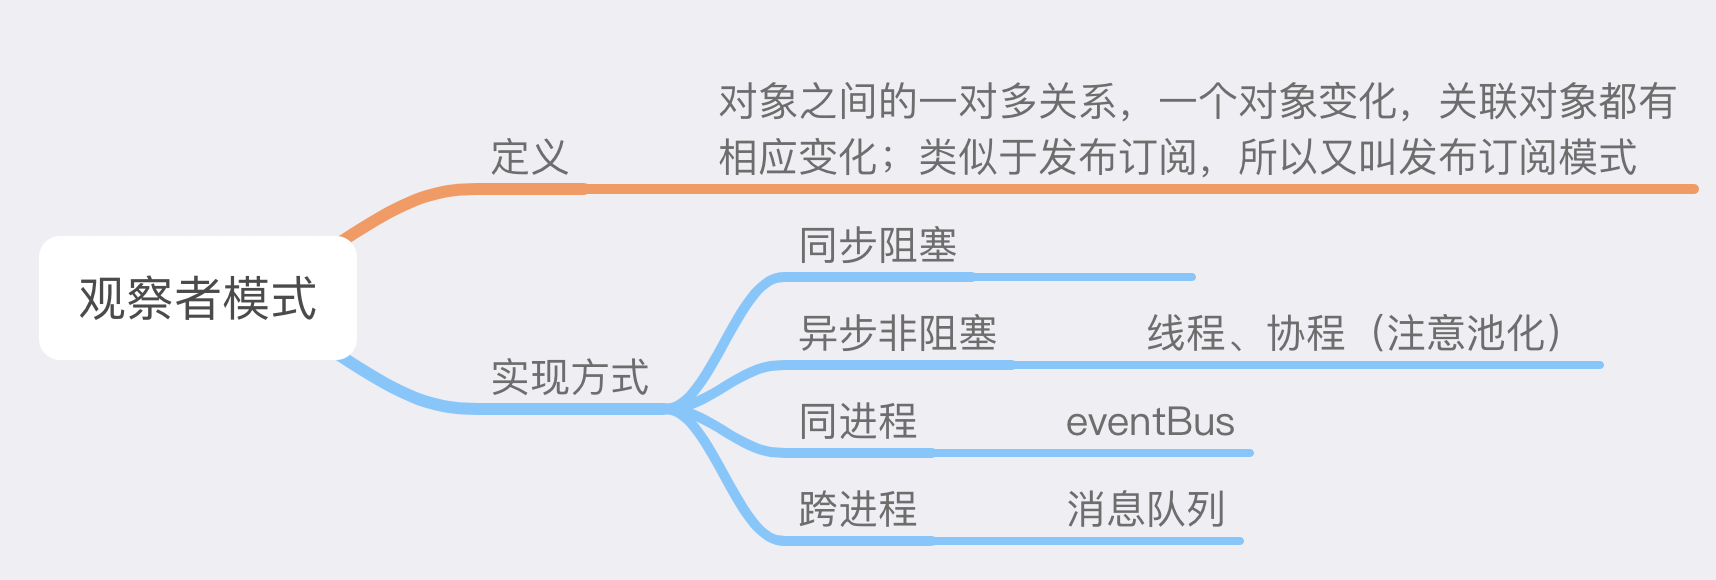 对象之间的一对多关系，一个对象变化，关联对象都有
相应变化；类似于发布订阅，所以又叫发布订阅模式
定义
观察者模式
实现方式
同步阻塞
异步非阻塞
线程、协程（注意池化）
同进程
eventBus
跨进程
消息队列